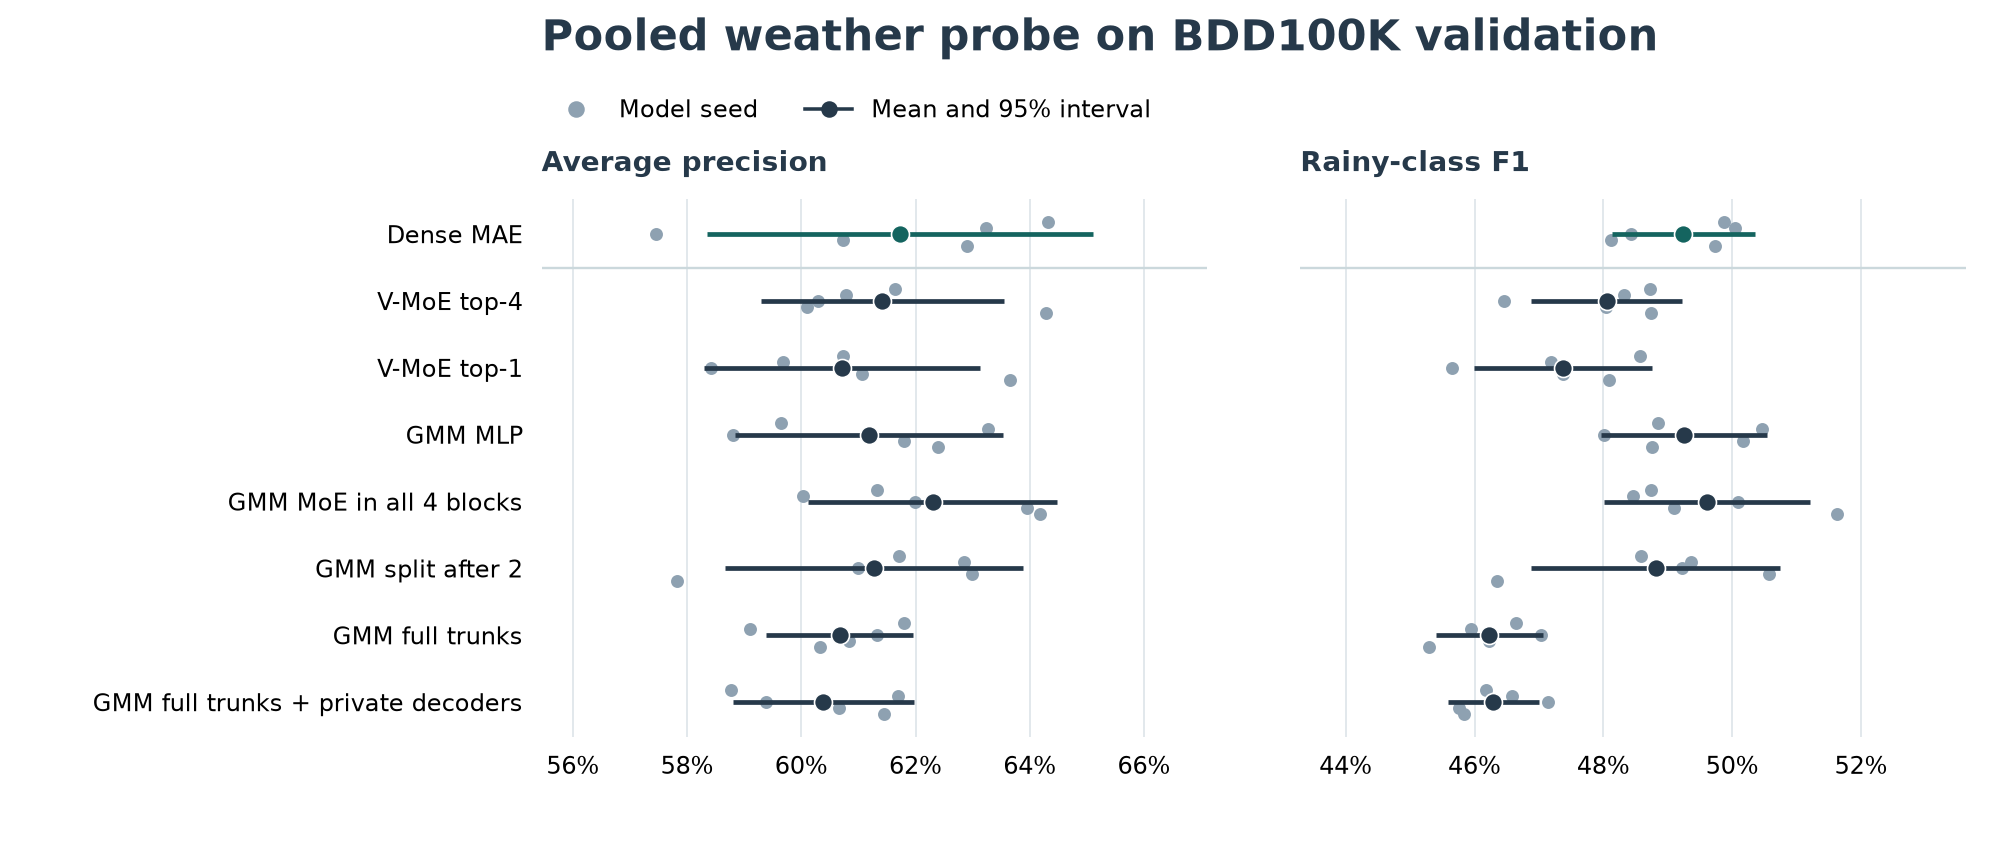 Pooled weather probe on BDD100K validation
Model seed
Mean and 95% interval
Average precision
Rainy-class F1
Dense MAE
V-MoE top-4
V-MoE top-1
GMM MLP
GMM MoE in all 4 blocks
GMM split after 2
GMM full trunks
GMM full trunks + private decoders
56% 58% 60% 62% 64% 66%
44% 46% 48% 50% 52%